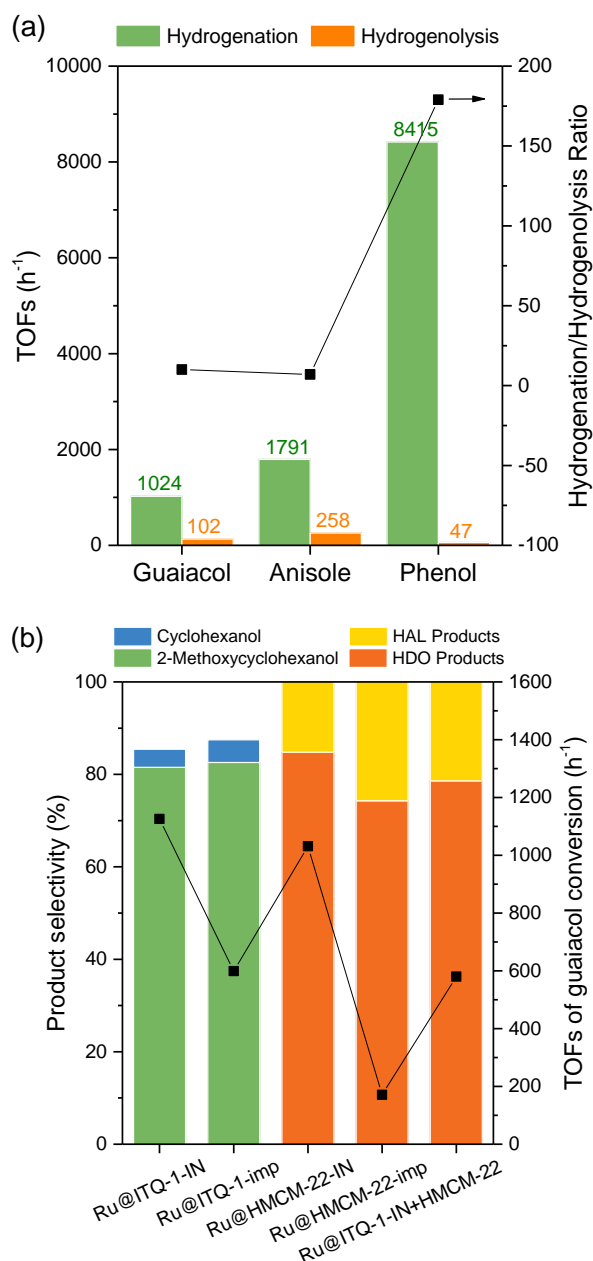 (a)
Hydrogenation
Hydrogenolysis
10000
8000
6000
4000
2000
0
TOFs (h⁻¹)
200
150
100
50
0
-50
-100
Hydrogenation/Hydrogenolysis Ratio
1024
102
1791
258
8415
47
Guaiacol
Anisole
Phenol
(b)
Cyclohexanol
HAL Products
2-Methoxycyclohexanol
HDO Products
100
80
60
40
20
0
Product selectivity (%)
1600
1400
1200
1000
800
600
400
200
0
TOFs of guaiacol conversion (h⁻¹)
Ru@ITQ-1-IN
Ru@ITQ-1-imp
Ru@HMCM-22-IN
Ru@HMCM-22-imp
Ru@ITQ-1-IN+HMCM-22